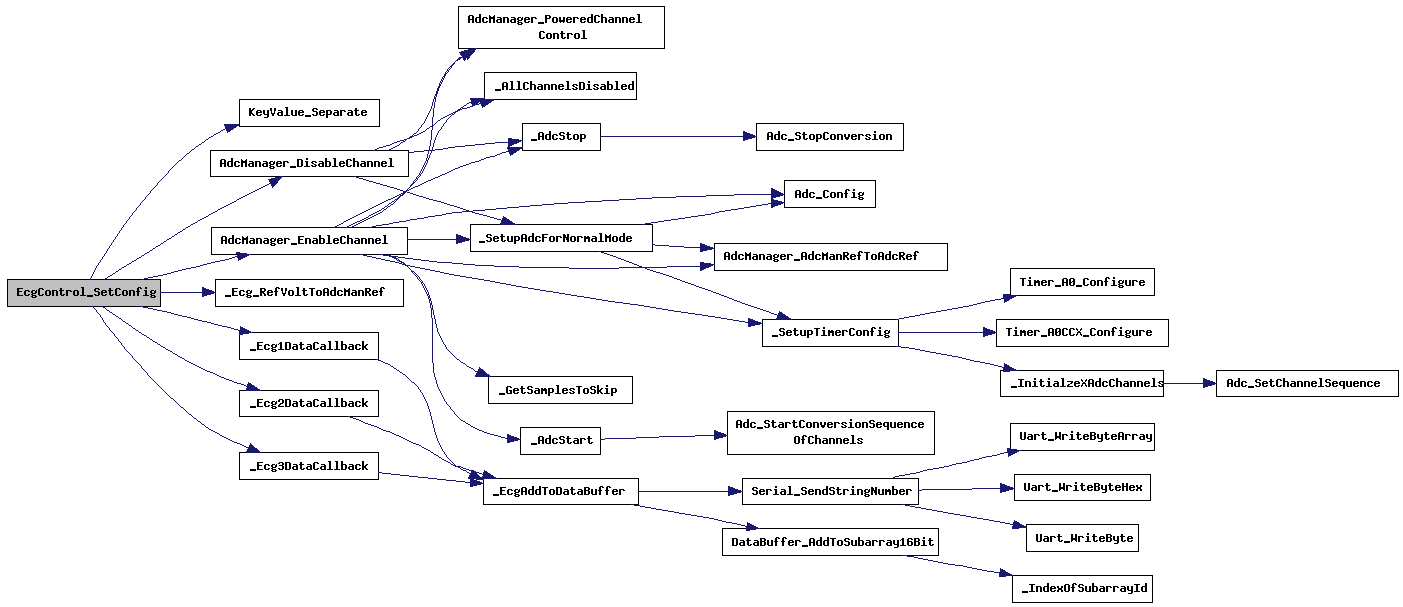 AdcManager_PoweredChannel
Control
_AllChannelsDisabled
KeyValue_Separate
_AdcStop
Adc_StopConversion
AdcManager_DisableChannel
Adc_Config
AdcManager_EnableChannel
_SetupAdcForNormalMode
AdcManager_AdcManRefToAdcRef
Timer_A0_Configure
EcgControl_SetConfig
_Ecg_RefVoltToAdcManRef
_SetupTimerConfig
Timer_A0CCX_Configure
_Ecg1DataCallback
_InitialzeXAdcChannels
Adc_SetChannelSequence
_GetSamplesToSkip
_Ecg2DataCallback
_AdcStart
Adc_StartConversionSequence
OfChannels
Uart_WriteByteArray
_Ecg3DataCallback
_EcgAddToDataBuffer
Serial_SendStringNumber
Uart_WriteByteHex
Uart_WriteByte
DataBuffer_AddToSubarray16Bit
_IndexOfSubarrayId